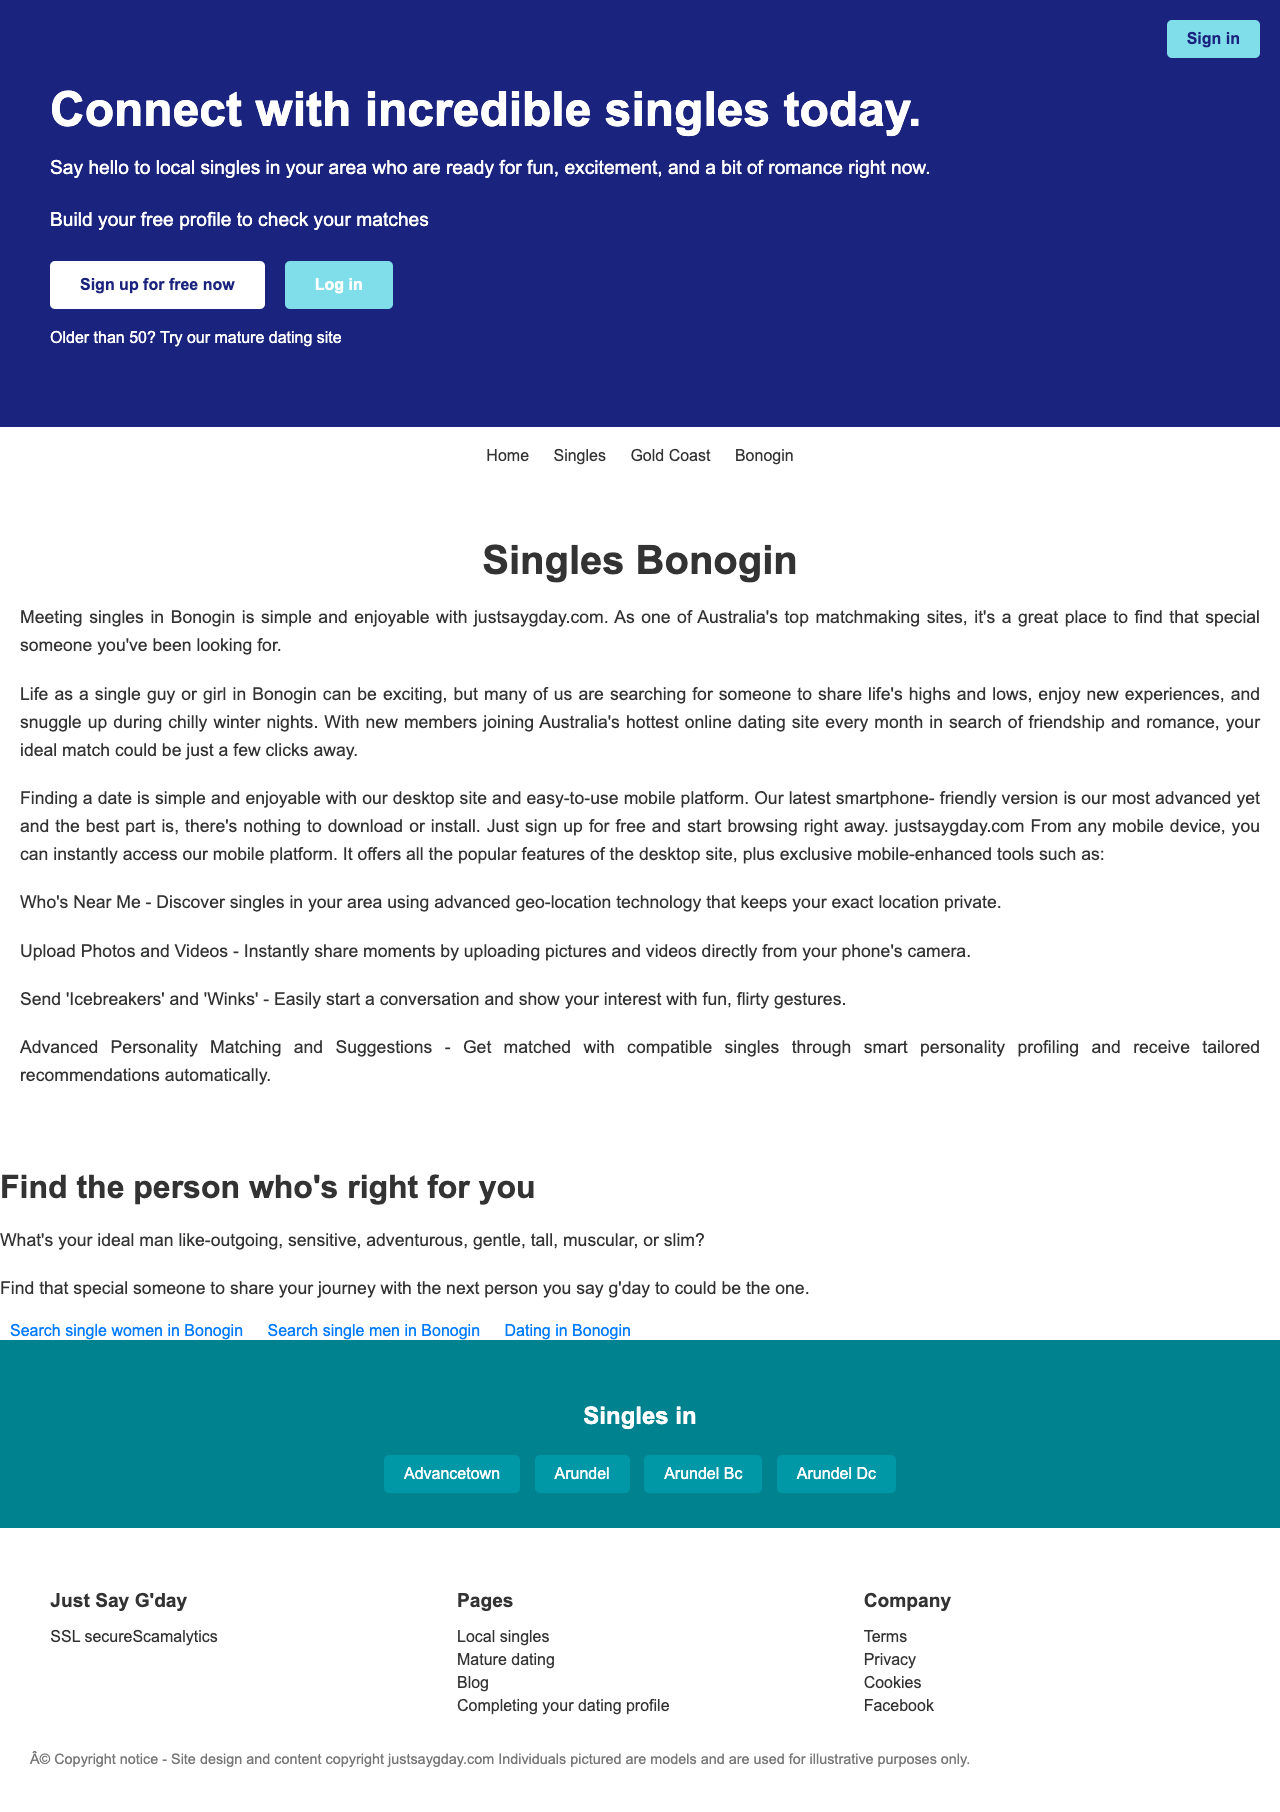 Sign in
Connect with incredible singles today.
Say hello to local singles in your area who are ready for fun, excitement, and a bit of romance right now.
Build your free profile to check your matches
Sign up for free now
Log in
Older than 50? Try our mature dating site
Home Singles Gold Coast Bonogin
Singles Bonogin
Meeting singles in Bonogin is simple and enjoyable with justsaygday.com. As one of Australia's top matchmaking sites, it's a great place to find that special
someone you've been looking for.
Life as a single guy or girl in Bonogin can be exciting, but many of us are searching for someone to share life's highs and lows, enjoy new experiences, and
snuggle up during chilly winter nights. With new members joining Australia's hottest online dating site every month in search of friendship and romance, your
ideal match could be just a few clicks away.
Finding a date is simple and enjoyable with our desktop site and easy-to-use mobile platform. Our latest smartphone- friendly version is our most advanced yet
and the best part is, there's nothing to download or install. Just sign up for free and start browsing right away. justsaygday.com From any mobile device, you
can instantly access our mobile platform. It offers all the popular features of the desktop site, plus exclusive mobile-enhanced tools such as:
Who's Near Me - Discover singles in your area using advanced geo-location technology that keeps your exact location private.
Upload Photos and Videos - Instantly share moments by uploading pictures and videos directly from your phone's camera.
Send 'Icebreakers' and 'Winks' - Easily start a conversation and show your interest with fun, flirty gestures.
Advanced Personality Matching and Suggestions - Get matched with compatible singles through smart personality profiling and receive tailored
recommendations automatically.
Find the person who's right for you
What's your ideal man like-outgoing, sensitive, adventurous, gentle, tall, muscular, or slim?
Find that special someone to share your journey with the next person you say g'day to could be the one.
Search single women in Bonogin Search single men in Bonogin Dating in Bonogin
Singles in
Advancetown Arundel Arundel Bc Arundel Dc
Just Say G'day
SSL secureScamalytics
Pages
Local singles
Mature dating
Blog
Completing your dating profile
Company
Terms
Privacy
Cookies
Facebook
Â© Copyright notice - Site design and content copyright justsaygday.com Individuals pictured are models and are used for illustrative purposes only.